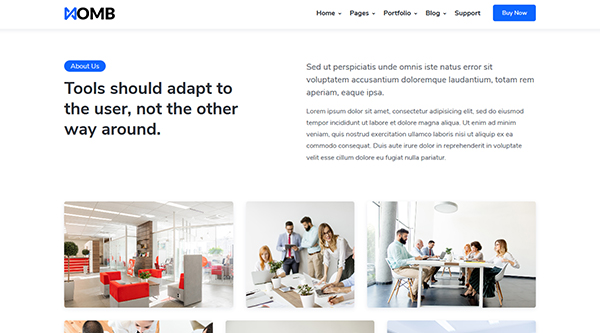 XOMB
Home Pages Portfolio Blog Support Buy Now
About Us
Tools should adapt to
the user, not the other
way around.
Sed ut perspiciatis unde omnis iste natus error sit
voluptatem accusantium doloremque laudantium, totam rem
aperiam, eaque ipsa.
Lorem ipsum dolor sit amet, consectetur adipisicing elit, sed do eiusmod
tempor incididunt ut labore et dolore magna aliqua. Ut enim ad minim
veniam, quis nostrud exercitation ullamco laboris nisi ut aliquip ex ea
commodo consequat. Duis aute irure dolor in reprehenderit in voluptate
velit esse cillum dolore eu fugiat nulla pariatur.